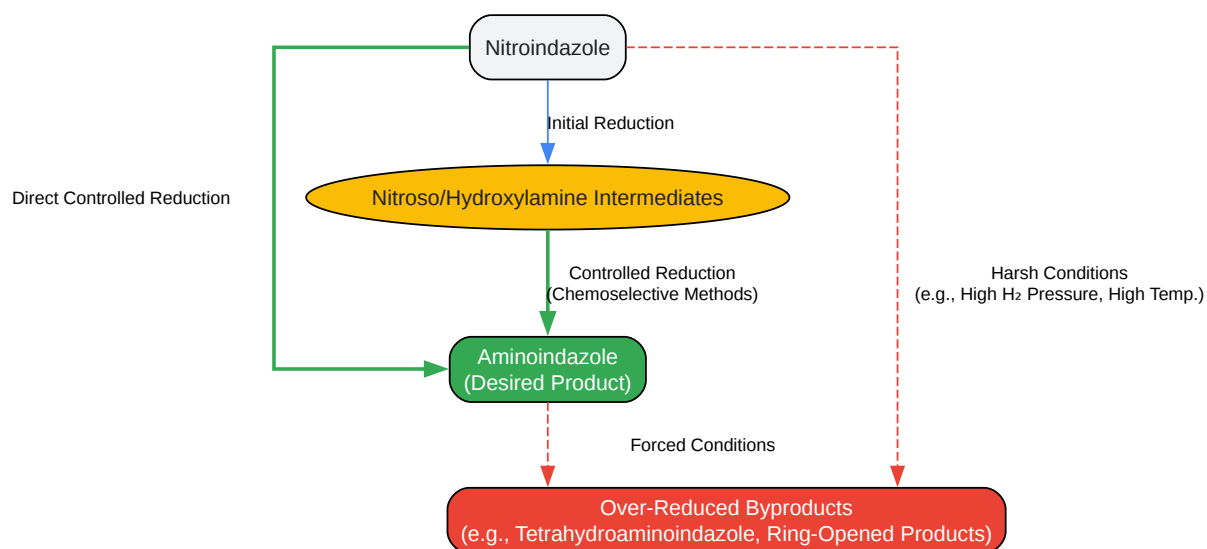 Nitroindazole
Initial Reduction
Direct Controlled Reduction
Nitroso/Hydroxylamine Intermediates
Controlled Reduction
(Chemoselective Methods)
Harsh Conditions
(e.g., High H₂ Pressure, High Temp.)
Aminoindazole
(Desired Product)
Forced Conditions
Over-Reduced Byproducts
(e.g., Tetrahydroaminoindazole, Ring-Opened Products)